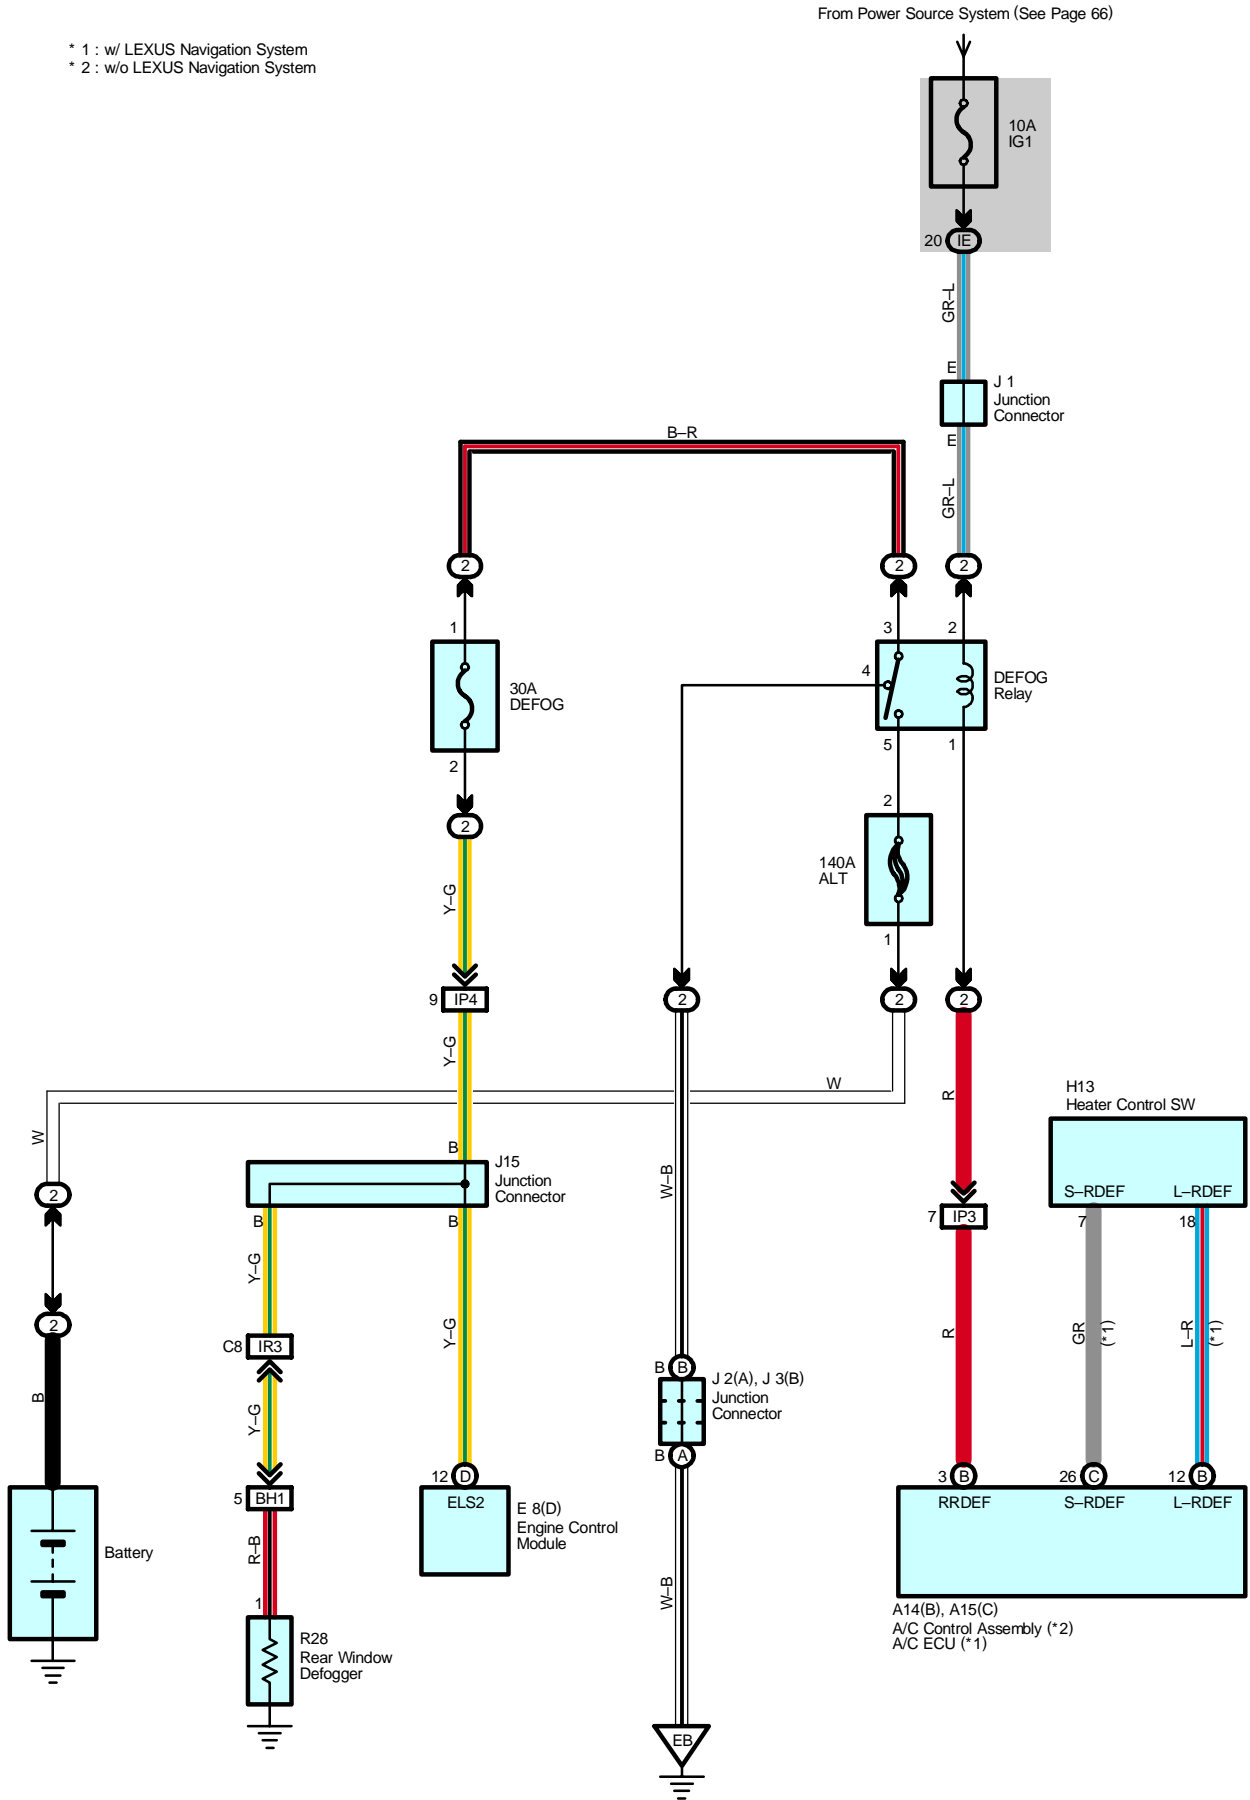 From Power Source System (See Page 66)
* 1 : w/ LEXUS Navigation System
* 2 : w/o LEXUS Navigation System
10A
IG1
20 IE
GR–L
E
J 1
Junction
Connector
E
GR–L
B–R
2
2
2
1
3
2
4
30A
DEFOG
DEFOG
Relay
2
5
1
2
2
140A
ALT
Y–G
1
9 IP4
2
2
2
Y–G
W
W
R
H13
Heater Control SW
B
J15
Junction
Connector
W–B
S–RDEF
L–RDEF
2
7 IP3
7
18
B
B
Y–G
2
C8 IR3
Y–G
R
GR
(*1)
L–R
(*1)
B
B B
J 2(A), J 3(B)
Junction
Connector
B A
Y–G
12 D
3 B
26 C
12 B
5 BH1
ELS2
E 8(D)
Engine Control
Module
RRDEF
S–RDEF
L–RDEF
Battery
R–B
1
W–B
A14(B), A15(C)
A/C Control Assembly (*2)
A/C ECU (*1)
R28
Rear Window
Defogger
EB